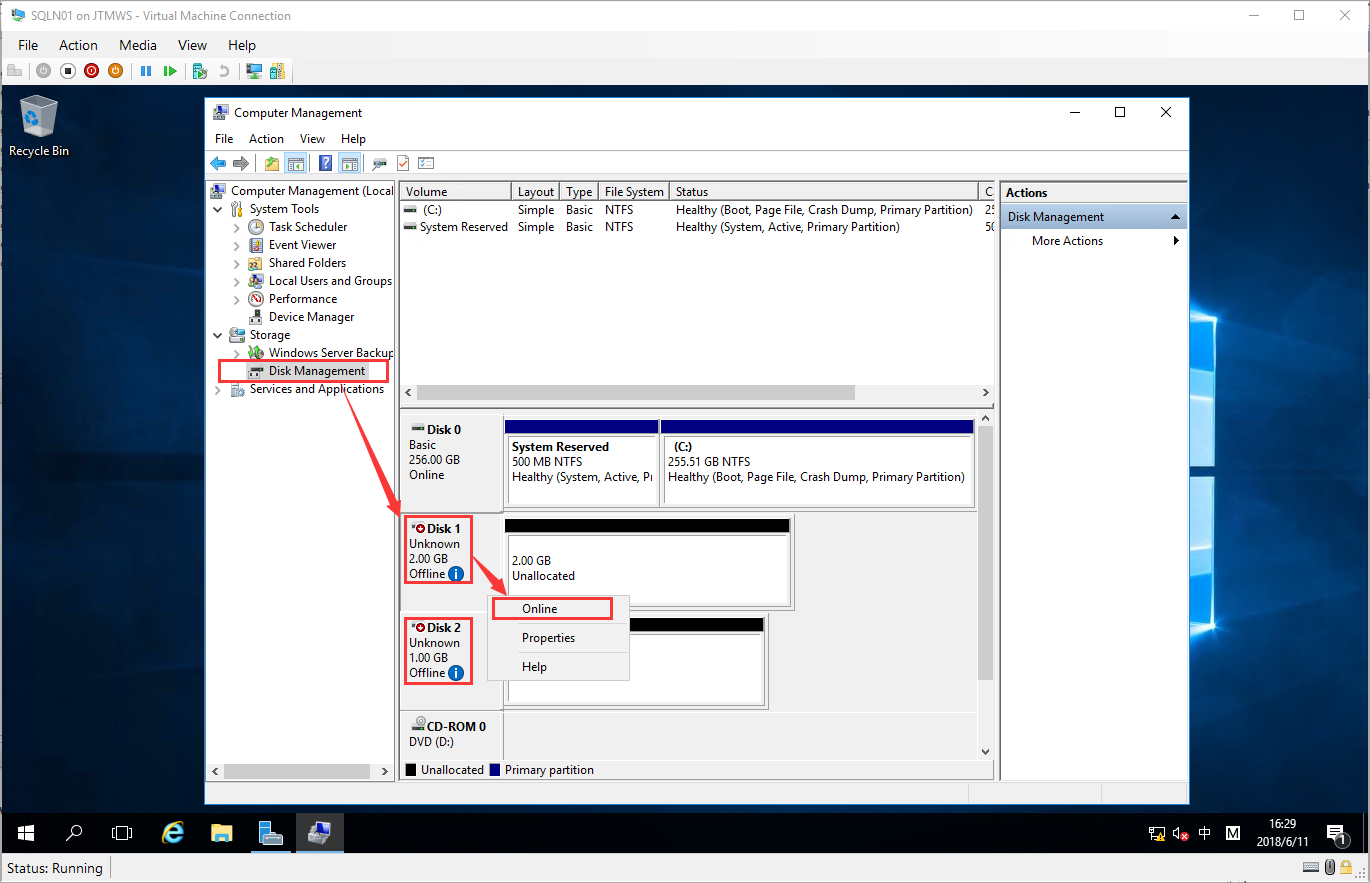 SQLN01 on JTMWS - Virtual Machine Connection
File Action Media View Help
Recycle Bin
Computer Management
File Action View Help
Computer Management (Local
System Tools
Task Scheduler
Event Viewer
Shared Folders
Local Users and Groups
Performance
Device Manager
Storage
Windows Server Backup
Disk Management
Services and Applications
Volume Layout Type File System Status C
(C:) Simple Basic NTFS Healthy (Boot, Page File, Crash Dump, Primary Partition) 25
System Reserved Simple Basic NTFS Healthy (System, Active, Primary Partition) 50
Disk 0
Basic
256.00 GB
Online
System Reserved
500 MB NTFS
Healthy (System, Active, Pr
(C:)
255.51 GB NTFS
Healthy (Boot, Page File, Crash Dump, Primary Partition)
Disk 1
Unknown
2.00 GB
Offline
2.00 GB
Unallocated
Online
Properties
Help
Disk 2
Unknown
1.00 GB
Offline
CD-ROM 0
DVD (D:)
Unallocated Primary partition
Actions
Disk Management
More Actions
中 M
16:29
2018/6/11
1
Status: Running